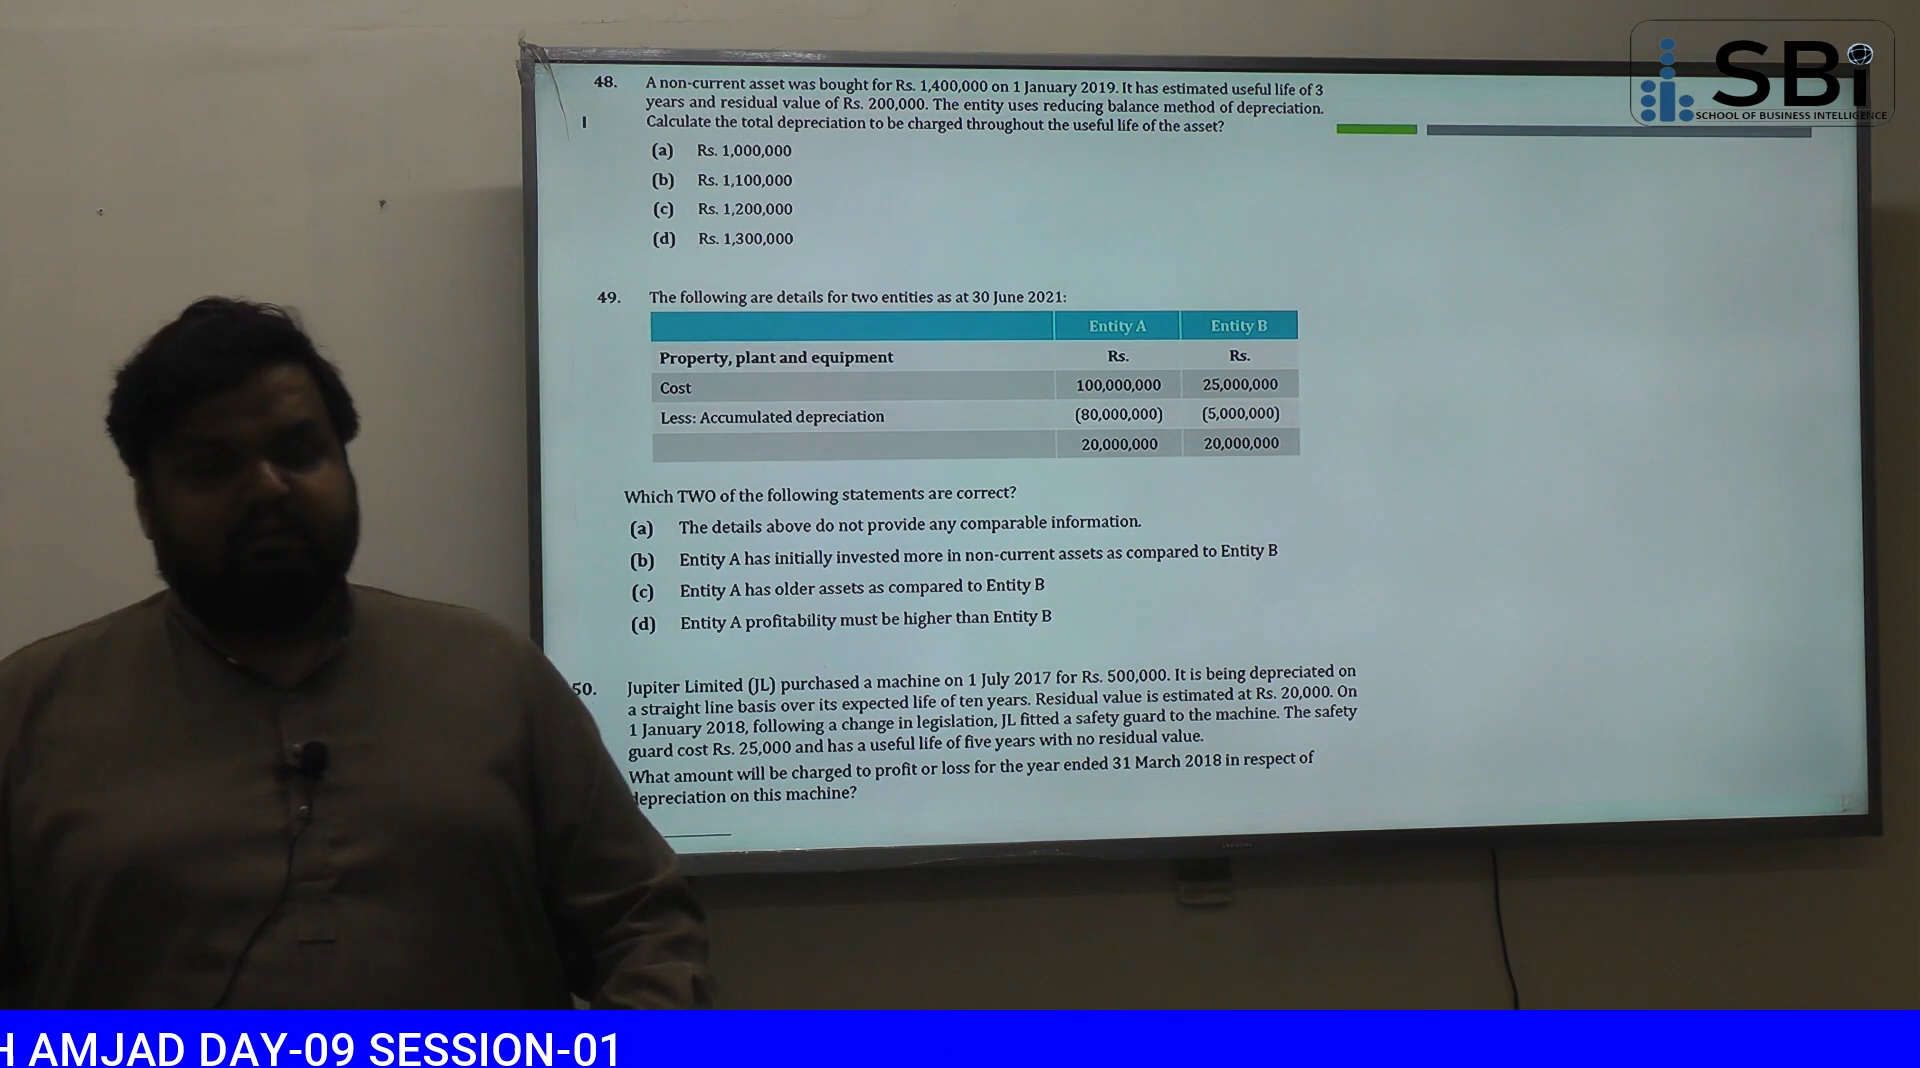 SBi
SCHOOL OF BUSINESS INTELLIGENCE
48. A non-current asset was bought for Rs. 1,400,000 on 1 January 2019. It has estimated useful life of 3
years and residual value of Rs. 200,000. The entity uses reducing balance method of depreciation.
Calculate the total depreciation to be charged throughout the useful life of the asset?
(a) Rs. 1,000,000
(b) Rs. 1,100,000
(c) Rs. 1,200,000
(d) Rs. 1,300,000
49. The following are details for two entities as at 30 June 2021:
Entity A Entity B
Property, plant and equipment Rs. Rs.
Cost 100,000,000 25,000,000
Less: Accumulated depreciation (80,000,000) (5,000,000)
20,000,000 20,000,000
Which TWO of the following statements are correct?
(a) The details above do not provide any comparable information.
(b) Entity A has initially invested more in non-current assets as compared to Entity B
(c) Entity A has older assets as compared to Entity B
(d) Entity A profitability must be higher than Entity B
50. Jupiter Limited (JL) purchased a machine on 1 July 2017 for Rs. 500,000. It is being depreciated on
a straight line basis over its expected life of ten years. Residual value is estimated at Rs. 20,000. On
1 January 2018, following a change in legislation, JL fitted a safety guard to the machine. The safety
guard cost Rs. 25,000 and has a useful life of five years with no residual value.
What amount will be charged to profit or loss for the year ended 31 March 2018 in respect of
depreciation on this machine?
H AMJAD DAY-09 SESSION-01